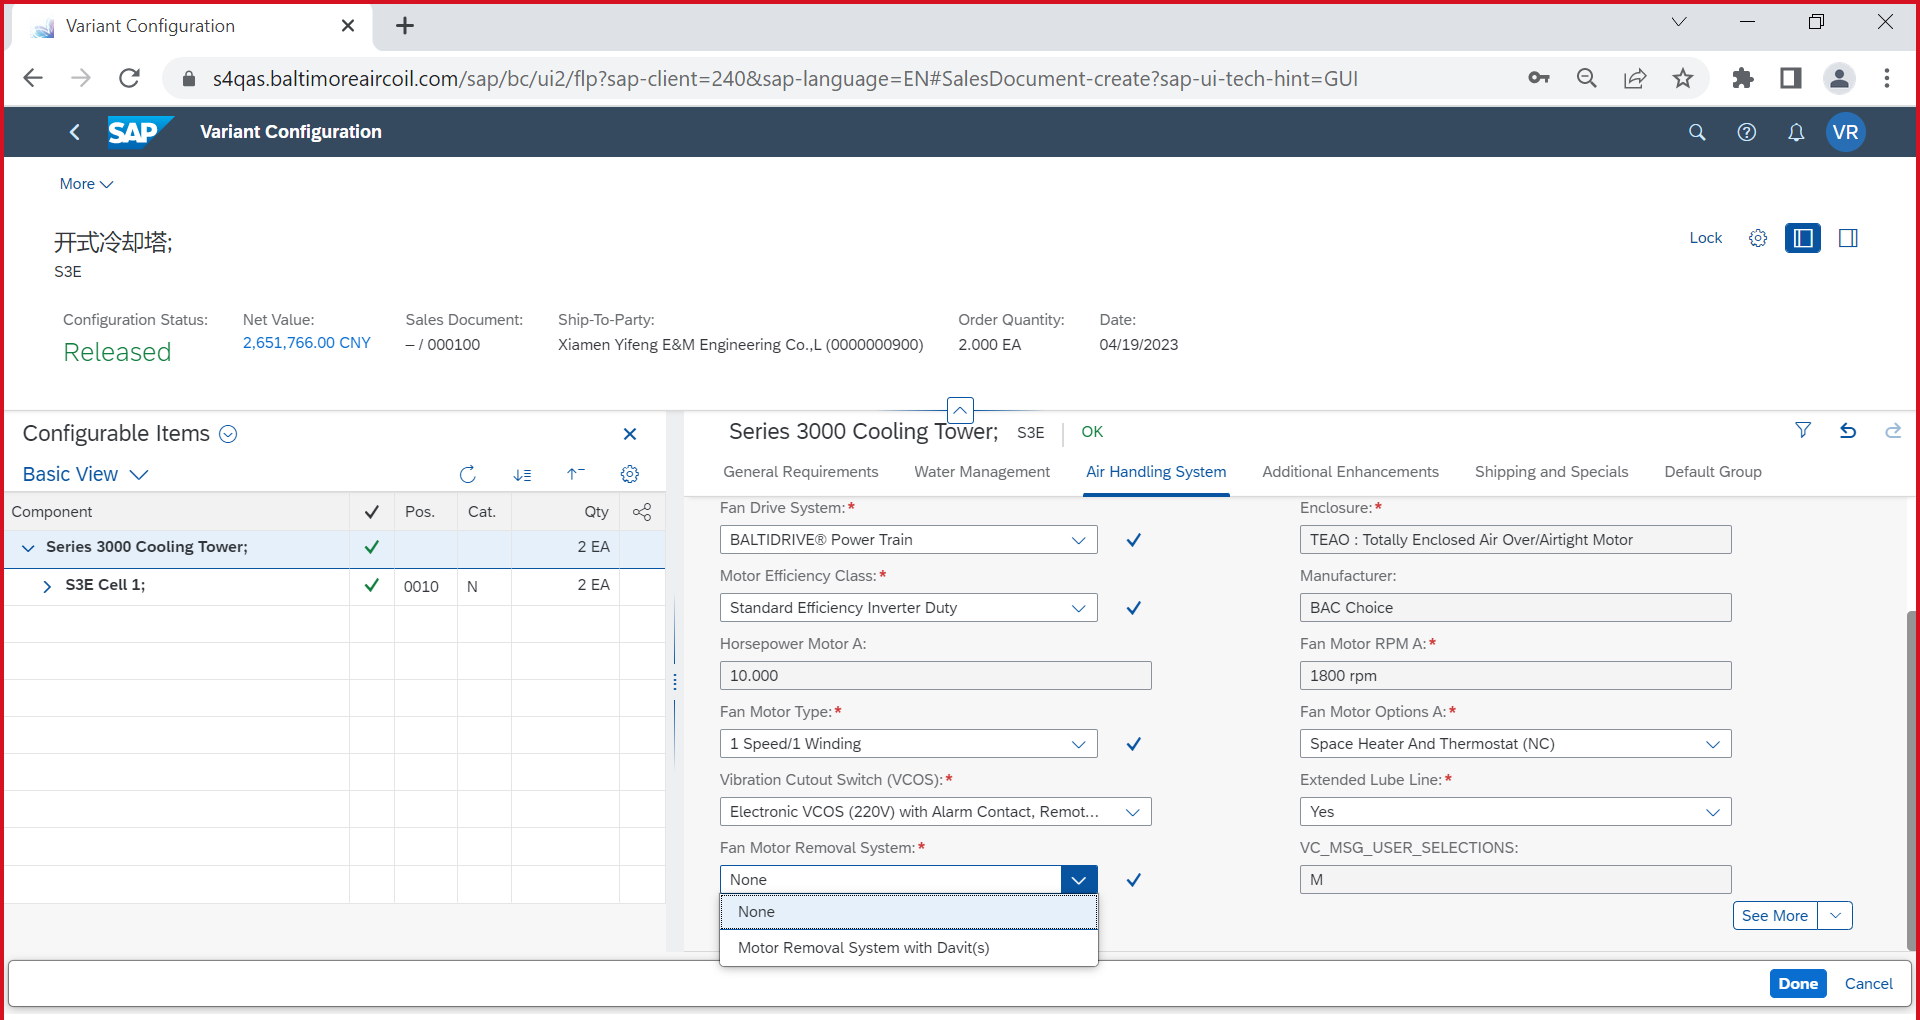 Variant Configuration
s4qas.baltimoreaircoil.com/sap/bc/ui2/flp?sap-client=240&sap-language=EN#SalesDocument-create?sap-ui-tech-hint=GUI
SAP Variant Configuration VR
More
开式冷却塔;
S3E
Lock
Configuration Status: Net Value: Sales Document: Ship-To-Party: Order Quantity: Date:
Released 2,651,766.00 CNY – / 000100 Xiamen Yifeng E&M Engineering Co.,L (0000000900) 2.000 EA 04/19/2023
Configurable Items
Basic View
Component Pos. Cat. Qty
Series 3000 Cooling Tower; 2 EA
S3E Cell 1; 0010 N 2 EA
Series 3000 Cooling Tower; S3E OK
General Requirements Water Management Air Handling System Additional Enhancements Shipping and Specials Default Group
Fan Drive System:* Enclosure:*
BALTIDRIVE® Power Train TEAO : Totally Enclosed Air Over/Airtight Motor
Motor Efficiency Class:* Manufacturer:
Standard Efficiency Inverter Duty BAC Choice
Horsepower Motor A: Fan Motor RPM A:*
10.000 1800 rpm
Fan Motor Type:* Fan Motor Options A:*
1 Speed/1 Winding Space Heater And Thermostat (NC)
Vibration Cutout Switch (VCOS):* Extended Lube Line:*
Electronic VCOS (220V) with Alarm Contact, Remot... Yes
Fan Motor Removal System:* VC_MSG_USER_SELECTIONS:
None M
None
Motor Removal System with Davit(s)
See More
Done Cancel